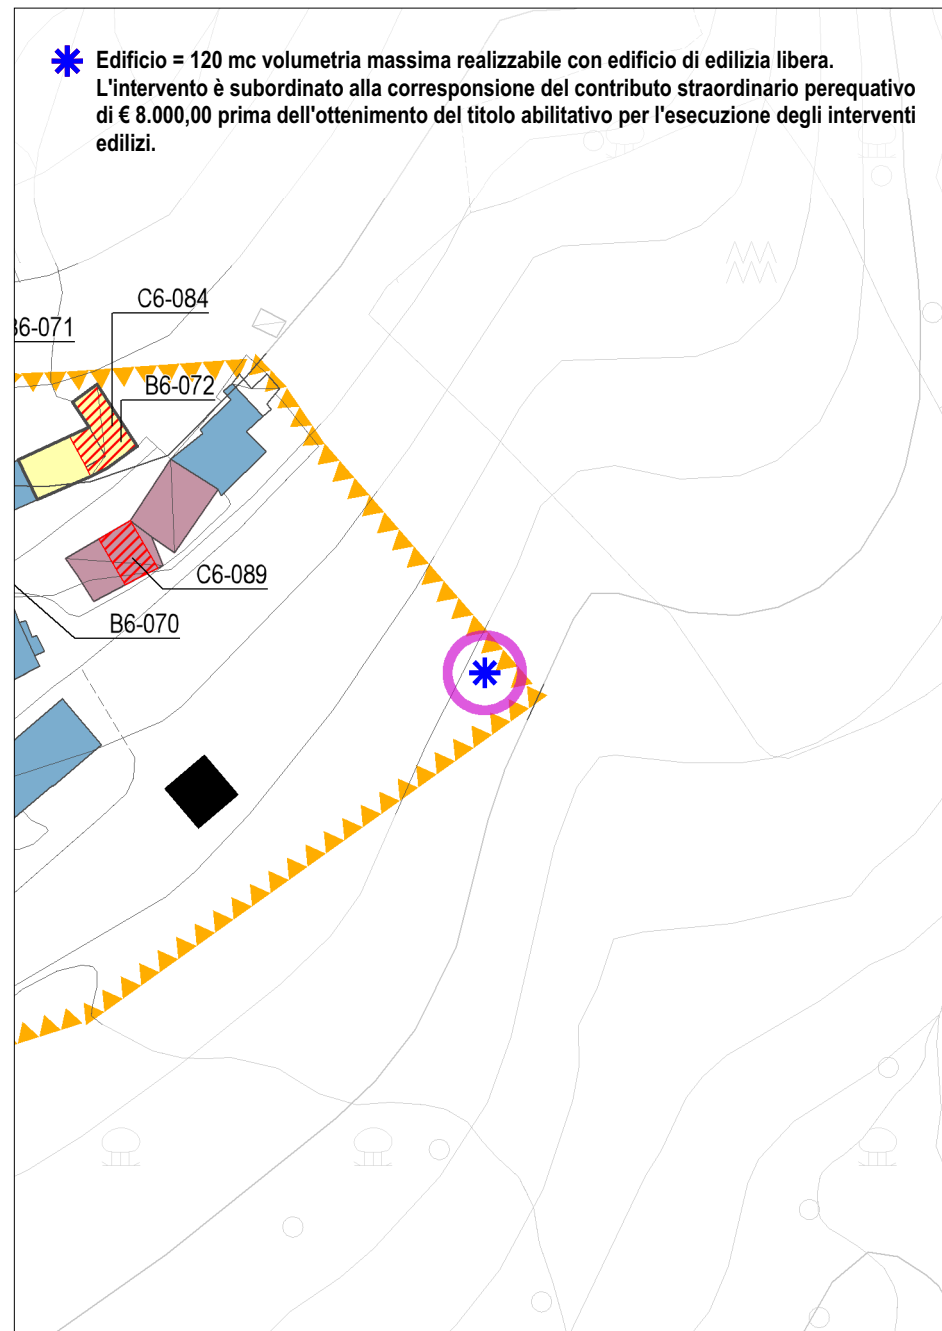 Edificio = 120 mc volumetria massima realizzabile con edificio di edilizia libera.
L'intervento è subordinato alla corresponsione del contributo straordinario perequativo
di € 8.000,00 prima dell'ottenimento del titolo abilitativo per l'esecuzione degli interventi
edilizi.
C6-084
B6-071
B6-072
C6-089
B6-070